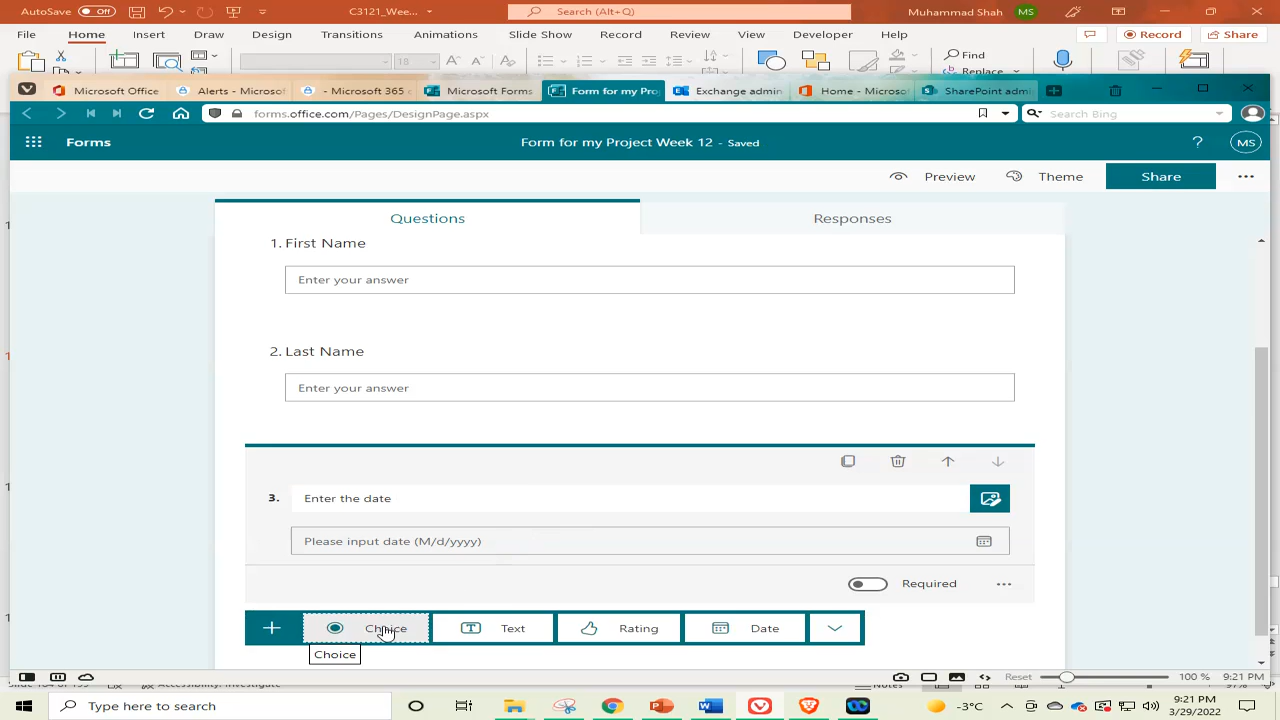 AutoSave Off C3121_Wee... Search (Alt+Q) Muhammad Shah MS
File Home Insert Draw Design Transitions Animations Slide Show Record Review View Developer Help Record Share
18 Find
Replace
Microsoft Office Alerts - Microsof - Microsoft 365 c Microsoft Forms Form for my Proj Exchange admin Home - Microso SharePoint admi
forms.office.com/Pages/DesignPage.aspx Search Bing
Forms Form for my Project Week 12 - Saved ? MS
Preview Theme Share
Questions Responses
1. First Name
Enter your answer
2. Last Name
Enter your answer
3. Enter the date
Please input date (M/d/yyyy)
Required
Choice Text Rating Date
Choice
Reset 100 % 9:21 PM
Accessibility: Investigate Notes
Type here to search -3°C 9:21 PM
3/29/2022